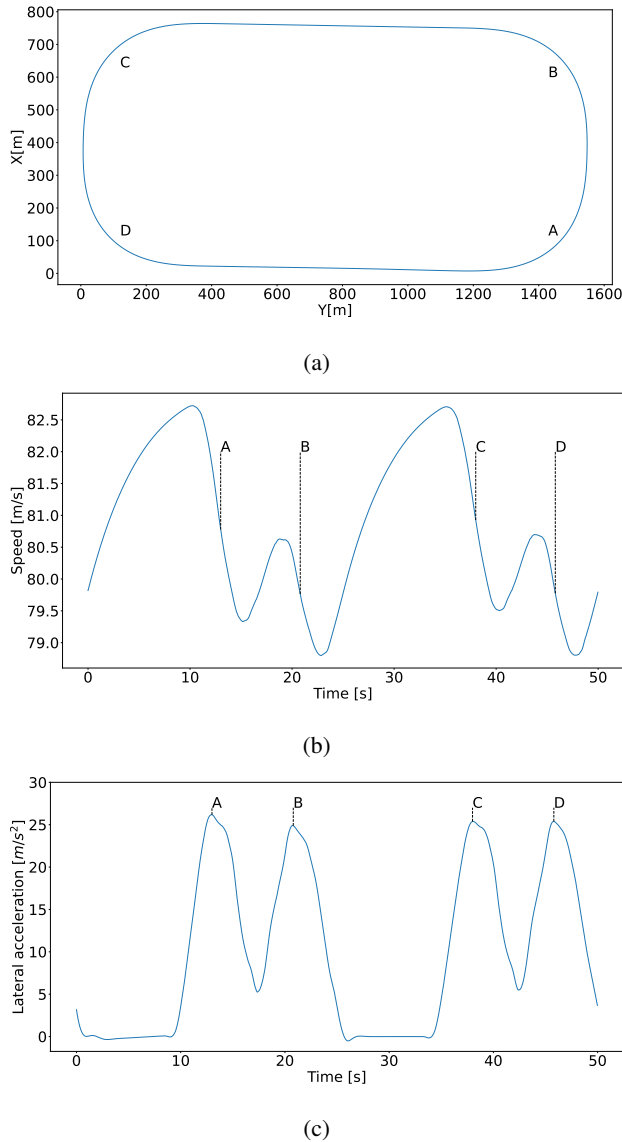 800
700
600
500
400
300
200
100
0
X[m]
C
B
D
A
0 200 400 600 800 1000 1200 1400 1600
Y[m]
(a)
82.5
82.0
81.5
81.0
80.5
80.0
79.5
79.0
Speed [m/s]
A B C D
0 10 20 30 40 50
Time [s]
(b)
30
25
20
15
10
5
0
Lateral acceleration [m/s²]
A B C D
0 10 20 30 40 50
Time [s]
(c)